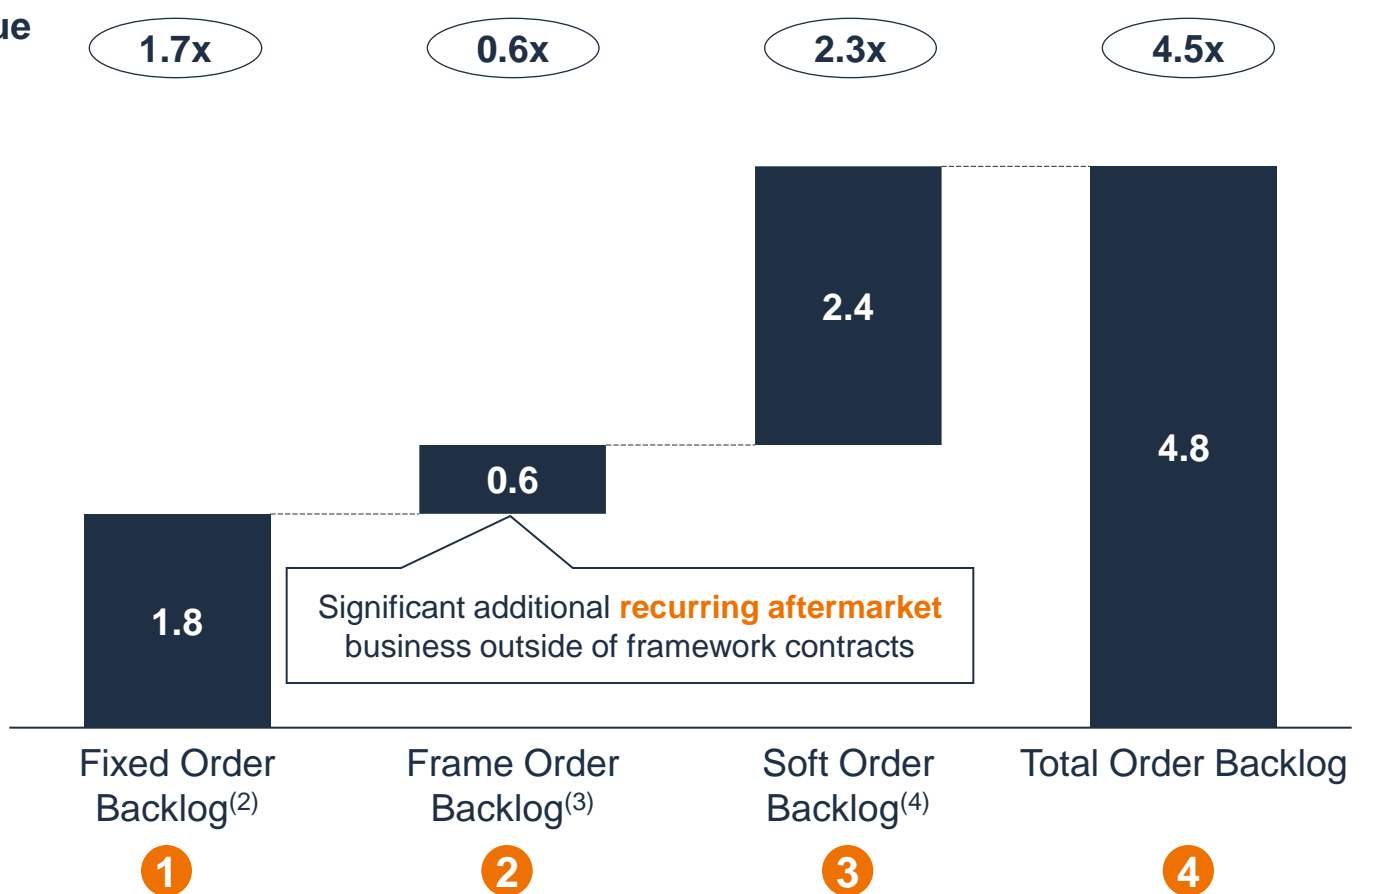 ue
1.7x 0.6x 2.3x 4.5x
2.4
4.8
0.6
1.8
Significant additional recurring aftermarket
business outside of framework contracts
Fixed Order Frame Order Soft Order Total Order Backlog
Backlog(2) Backlog(3) Backlog(4)
1 2 3 4